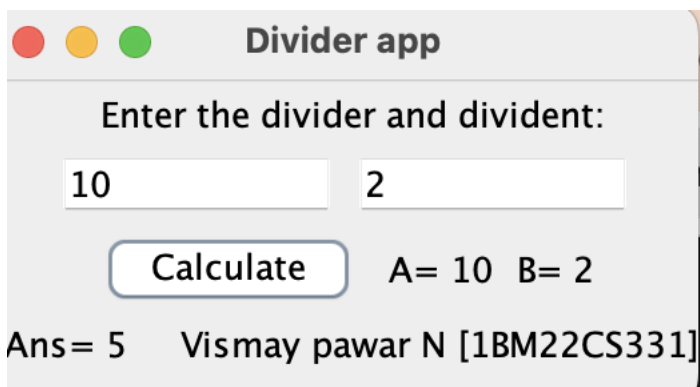 Divider app
Enter the divider and divident:
10 2
Calculate A= 10 B= 2
Ans= 5 Vismay pawar N [1BM22CS331]